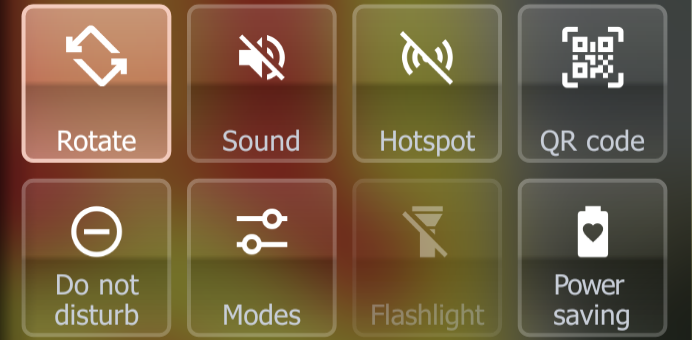 Rotate
Sound
Hotspot
QR code
Do not
disturb
Modes
Flashlight
Power
saving